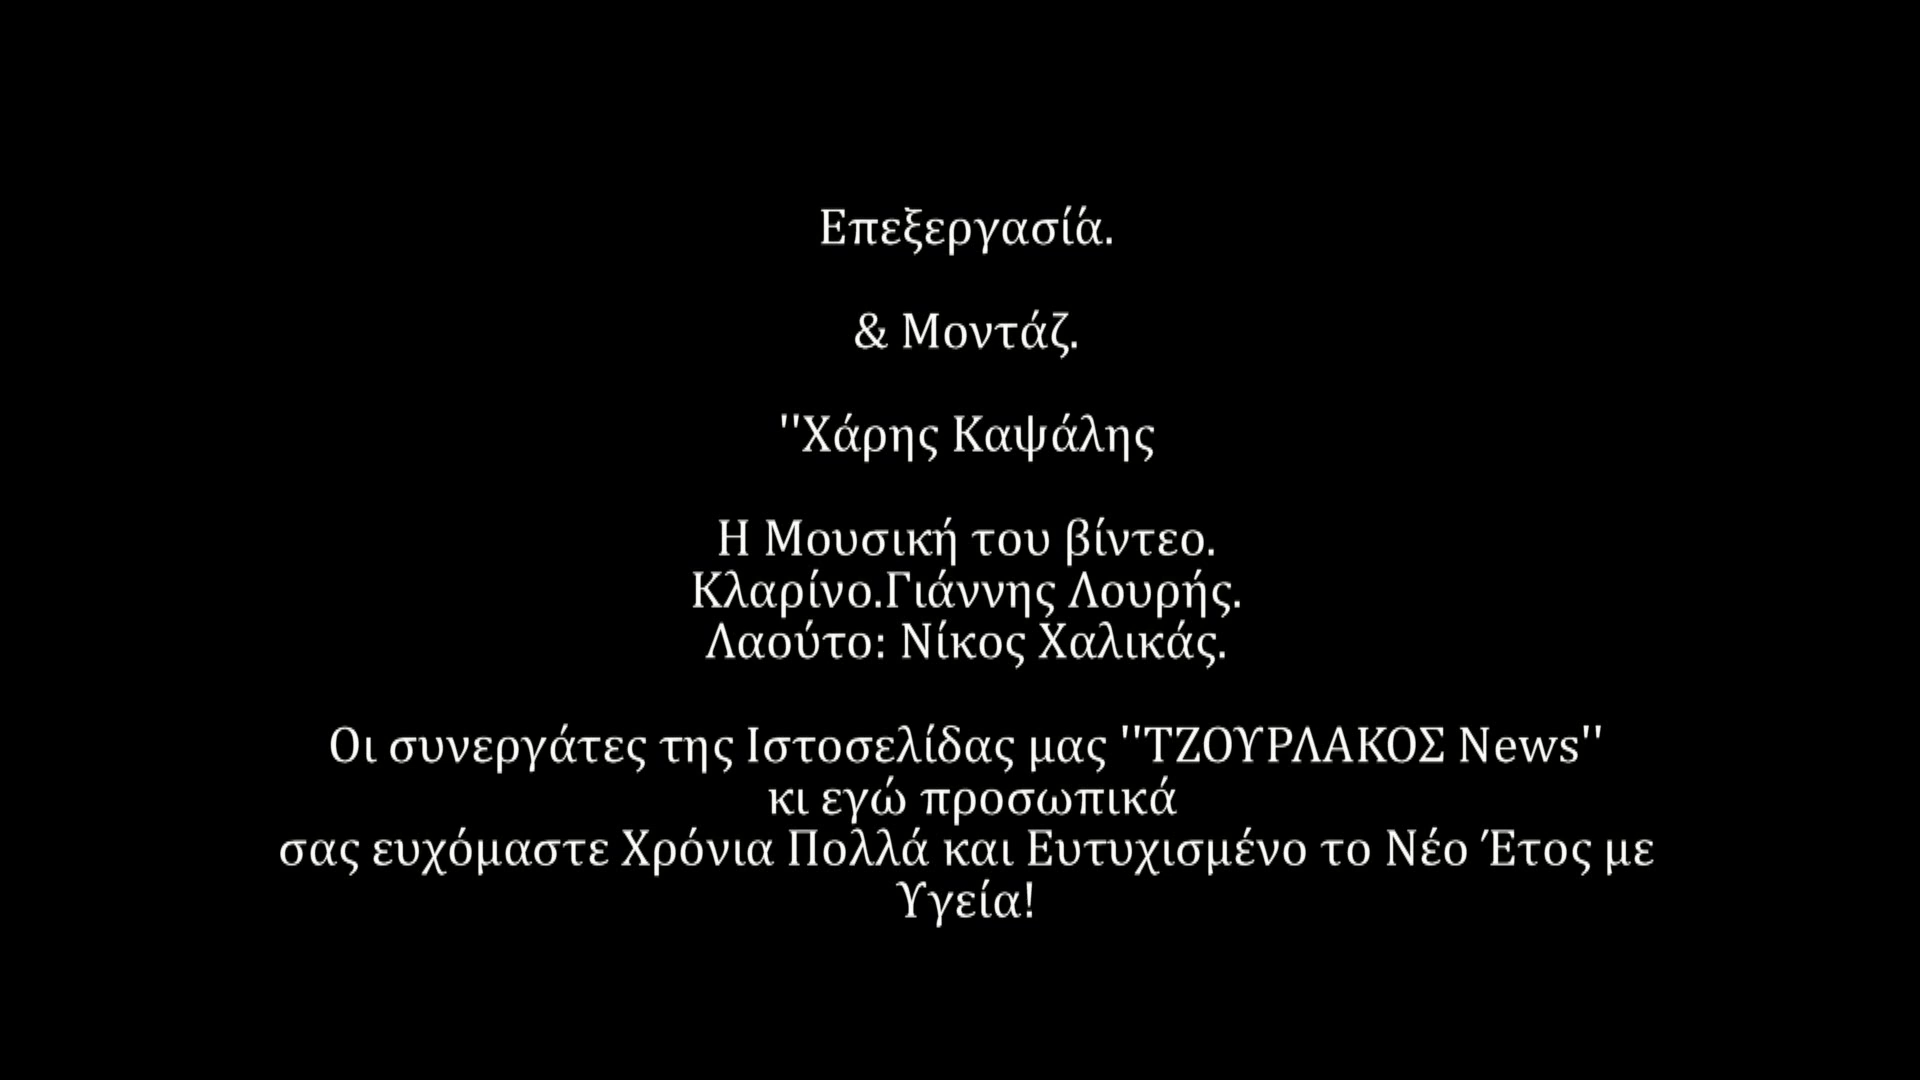 Επεξεργασίά.
& Μοντάζ.
''Χάρης Καψάλης
Η Μουσική του βίντεο.
Κλαρίνο.Γιάννης Λουρής.
Λαούτο: Νίκος Χαλικάς.
Οι συνεργάτες της Ιστοσελίδας μας ''ΤΖΟΥΡΛΑΚΟΣ News''
κι εγώ προσωπικά
σας ευχόμαστε Χρόνια Πολλά και Ευτυχισμένο το Νέο Έτος με
Υγεία!